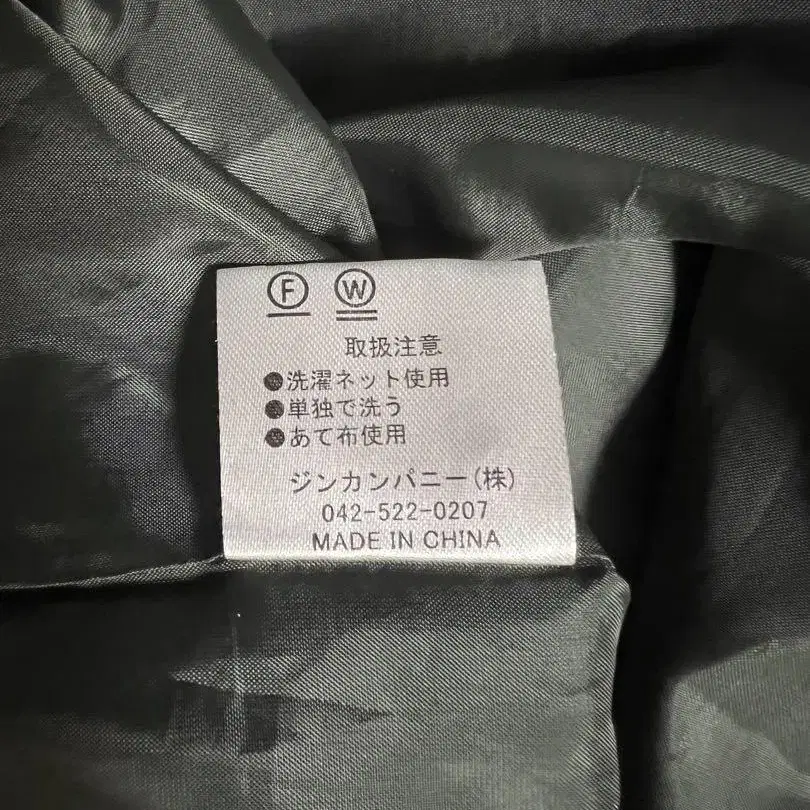 F W
取扱注意
●洗濯ネット使用
●単独で洗う
●あて布使用
ジンカンパニー(株)
042-522-0207
MADE IN CHINA